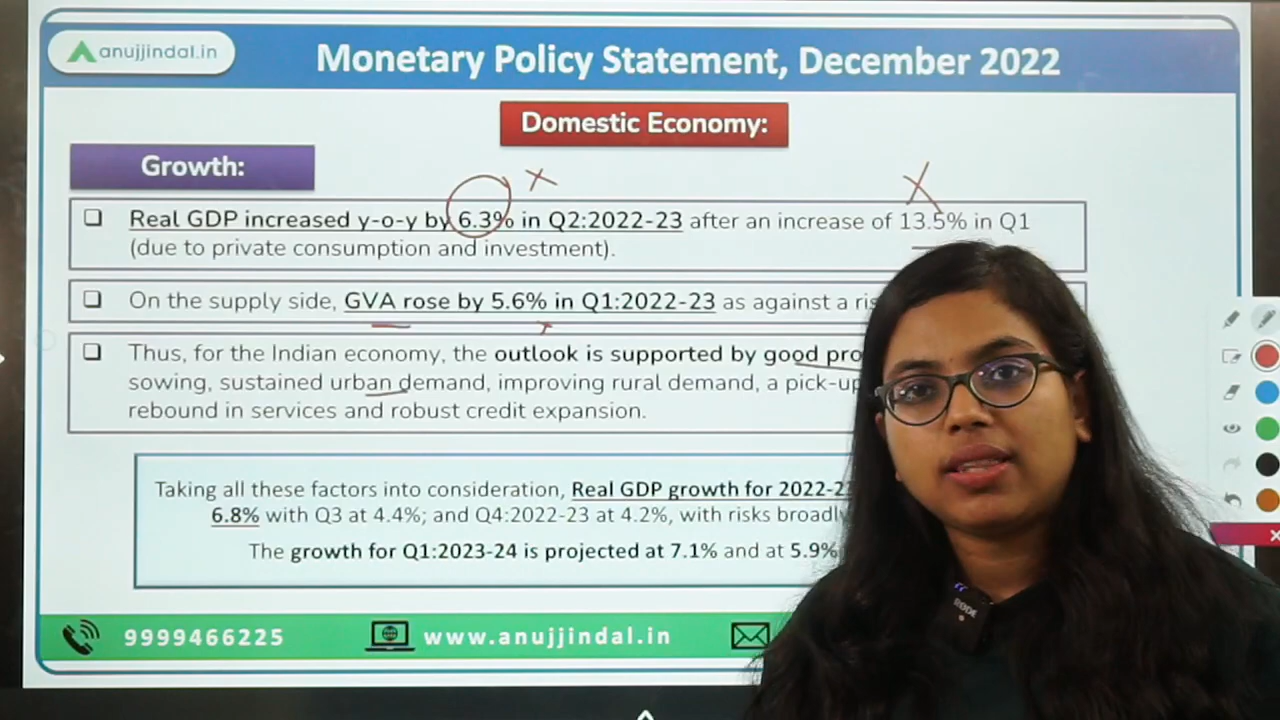 anujjindal.in
Monetary Policy Statement, December 2022
Domestic Economy:
Growth:
Real GDP increased y-o-y by 6.3% in Q2:2022-23 after an increase of 13.5% in Q1
(due to private consumption and investment).
On the supply side, GVA rose by 5.6% in Q1:2022-23 as against a
Thus, for the Indian economy, the outlook is supported by good
sowing, sustained urban demand, improving rural demand, a pick-up
rebound in services and robust credit expansion.
Taking all these factors into consideration, Real GDP growth for
6.8% with Q3 at 4.4%; and Q4:2022-23 at 4.2%, with risks
The growth for Q1:2023-24 is projected at 7.1% and at 5.9%
9999466225
www.anujjindal.in
RODE